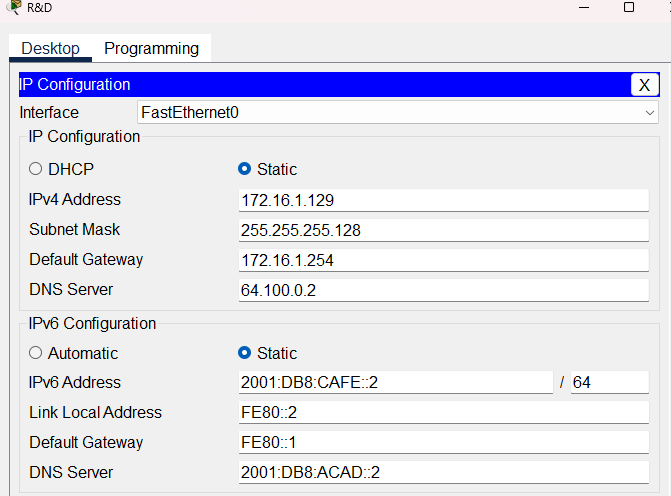 R&D
Desktop Programming
IP Configuration X
Interface FastEthernet0
IP Configuration
DHCP Static
IPv4 Address 172.16.1.129
Subnet Mask 255.255.255.128
Default Gateway 172.16.1.254
DNS Server 64.100.0.2
IPv6 Configuration
Automatic Static
IPv6 Address 2001:DB8:CAFE::2 / 64
Link Local Address FE80::2
Default Gateway FE80::1
DNS Server 2001:DB8:ACAD::2